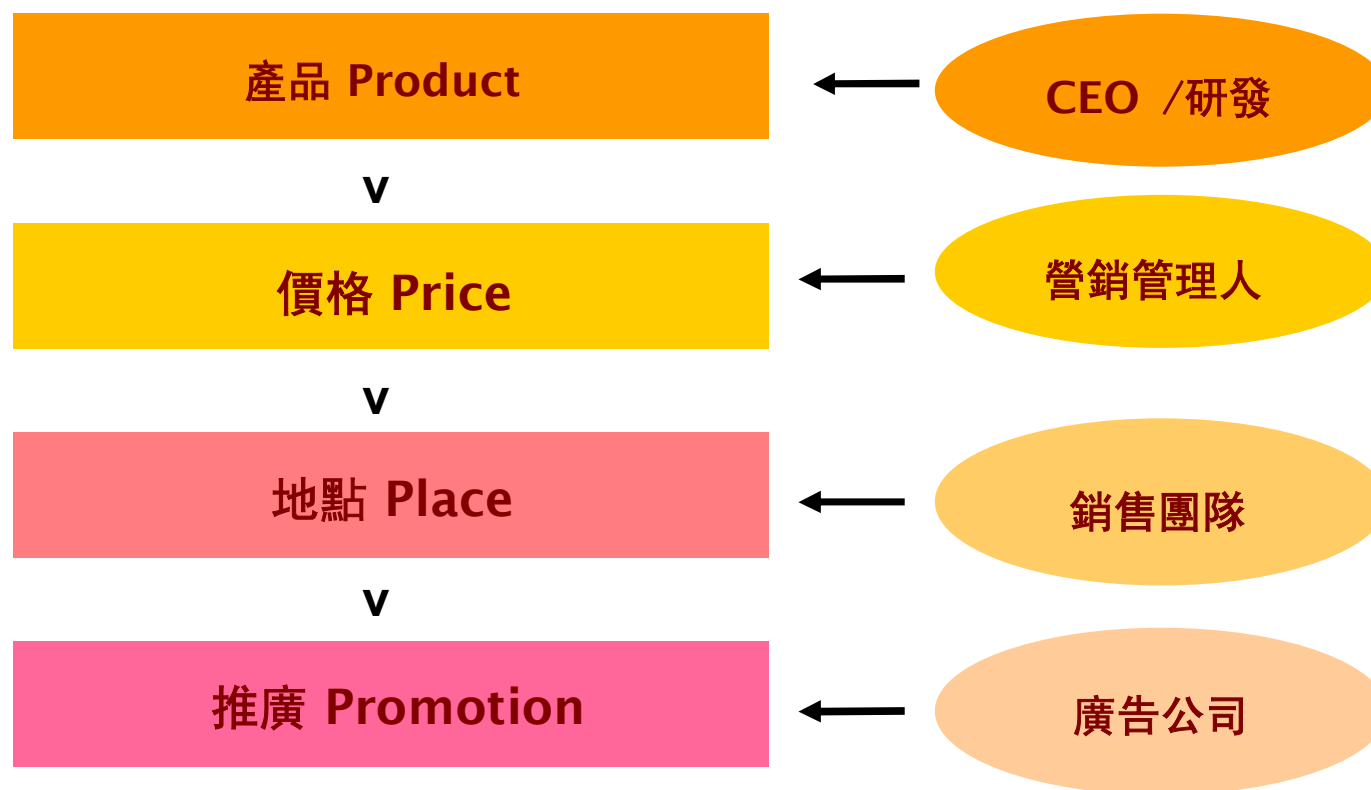 產品 Product
CEO /研發
v
價格 Price
營銷管理人
v
地點 Place
銷售團隊
v
推廣 Promotion
廣告公司